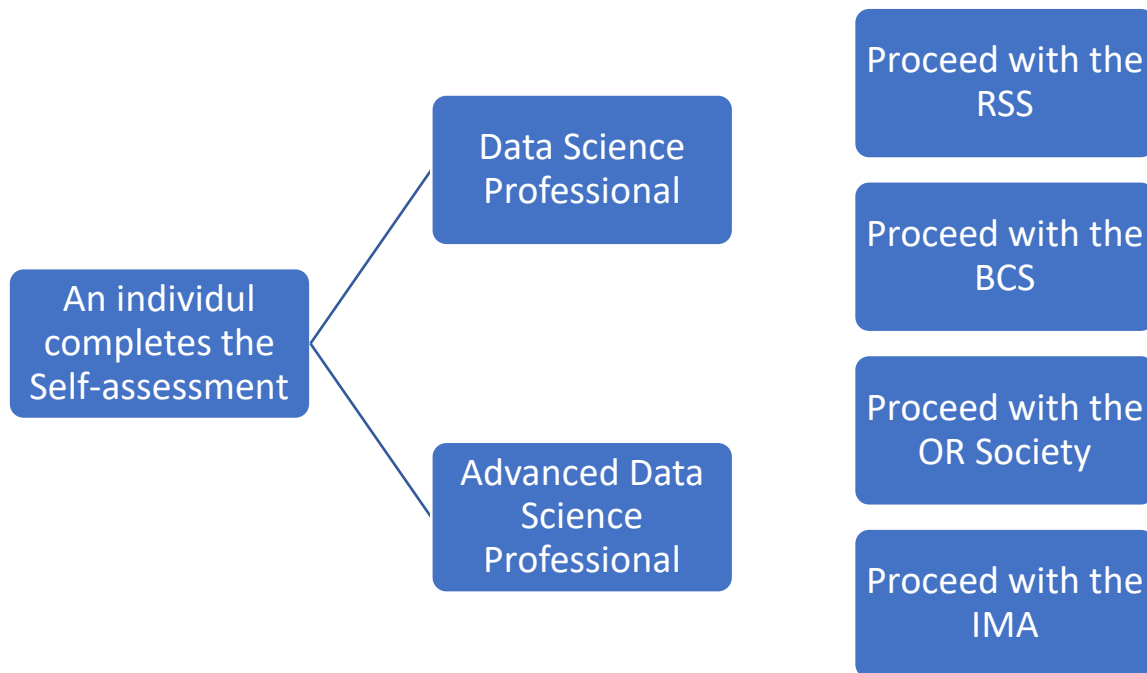 An individul
completes the
Self-assessment
Data Science
Professional
Advanced Data
Science
Professional
Proceed with the
RSS
Proceed with the
BCS
Proceed with the
OR Society
Proceed with the
IMA